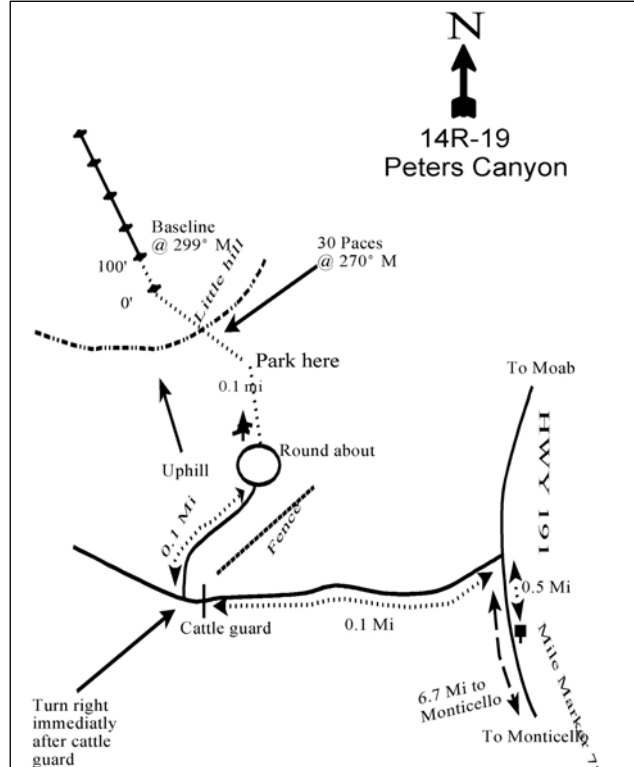 N
14R-19
Peters Canyon
Baseline
@ 299° M
30 Paces
@ 270° M
100'
0'
Little hill
Park here
0.1 mi
To Moab
HWY 191
Round about
Uphill
0.1 Mi
Fence
0.5 Mi
Cattle guard
0.1 Mi
Mile Marker
6.7 Mi to
Monticello
Turn right
immediatly
after cattle
guard
To Monticello